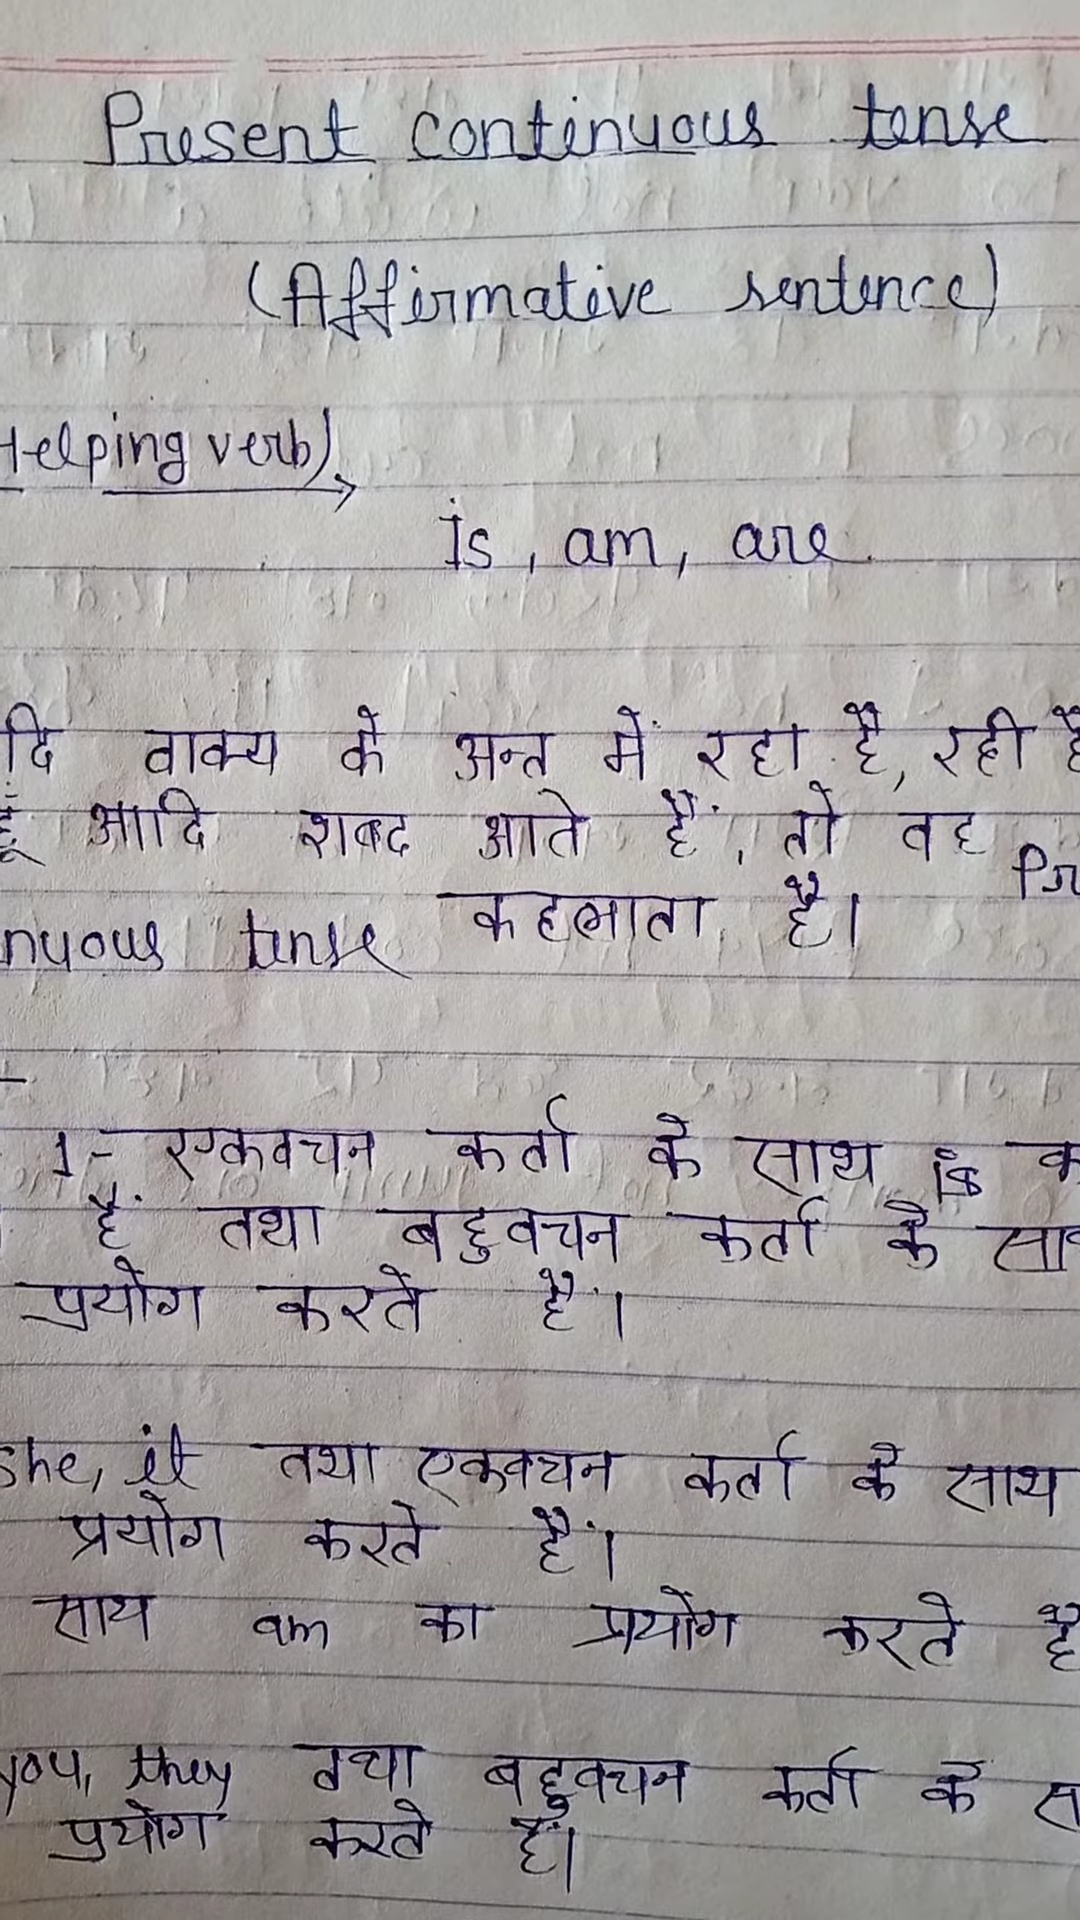 Present continuous tense
(Affirmative sentence)
Helping verb)
is, am, are
दि वाक्य के अन्त में रहा है, रही है
हूँ आदि शब्द आते हैं, तो वह Pr
nuous tense कहलाता है।
1- एकवचन कर्ता के साथ is क
हैं तथा बहुवचन कर्ता के साथ
प्रयोग करते हैं।
she, it तथा एकवचन कर्ता के साथ
प्रयोग करते हैं।
साथ am का प्रयोग करते है
you, they तथा बहुवचन कर्ता के स
प्रयोग करते हैं।